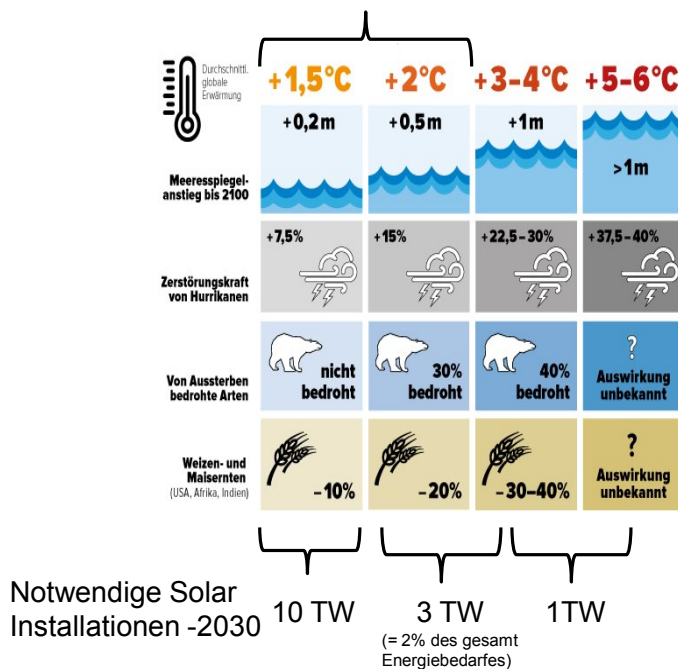 Durchschnittl.
globale
Erwärmung
+1,5°C +2°C +3–4°C +5–6°C
Meeresspiegel-
anstieg bis 2100
+0,2m +0,5m +1m >1m
Zerstörungskraft
von Hurrikanen
+7,5% +15% +22,5–30% +37,5–40%
Von Aussterben
bedrohte Arten
nicht
bedroht
30%
bedroht
40%
bedroht
?
Auswirkung
unbekannt
Weizen- und
Maisernten
(USA, Afrika, Indien)
–10% –20% –30–40%
?
Auswirkung
unbekannt
Notwendige Solar
Installationen -2030
10 TW 3 TW 1TW
(= 2% des gesamt
Energiebedarfes)